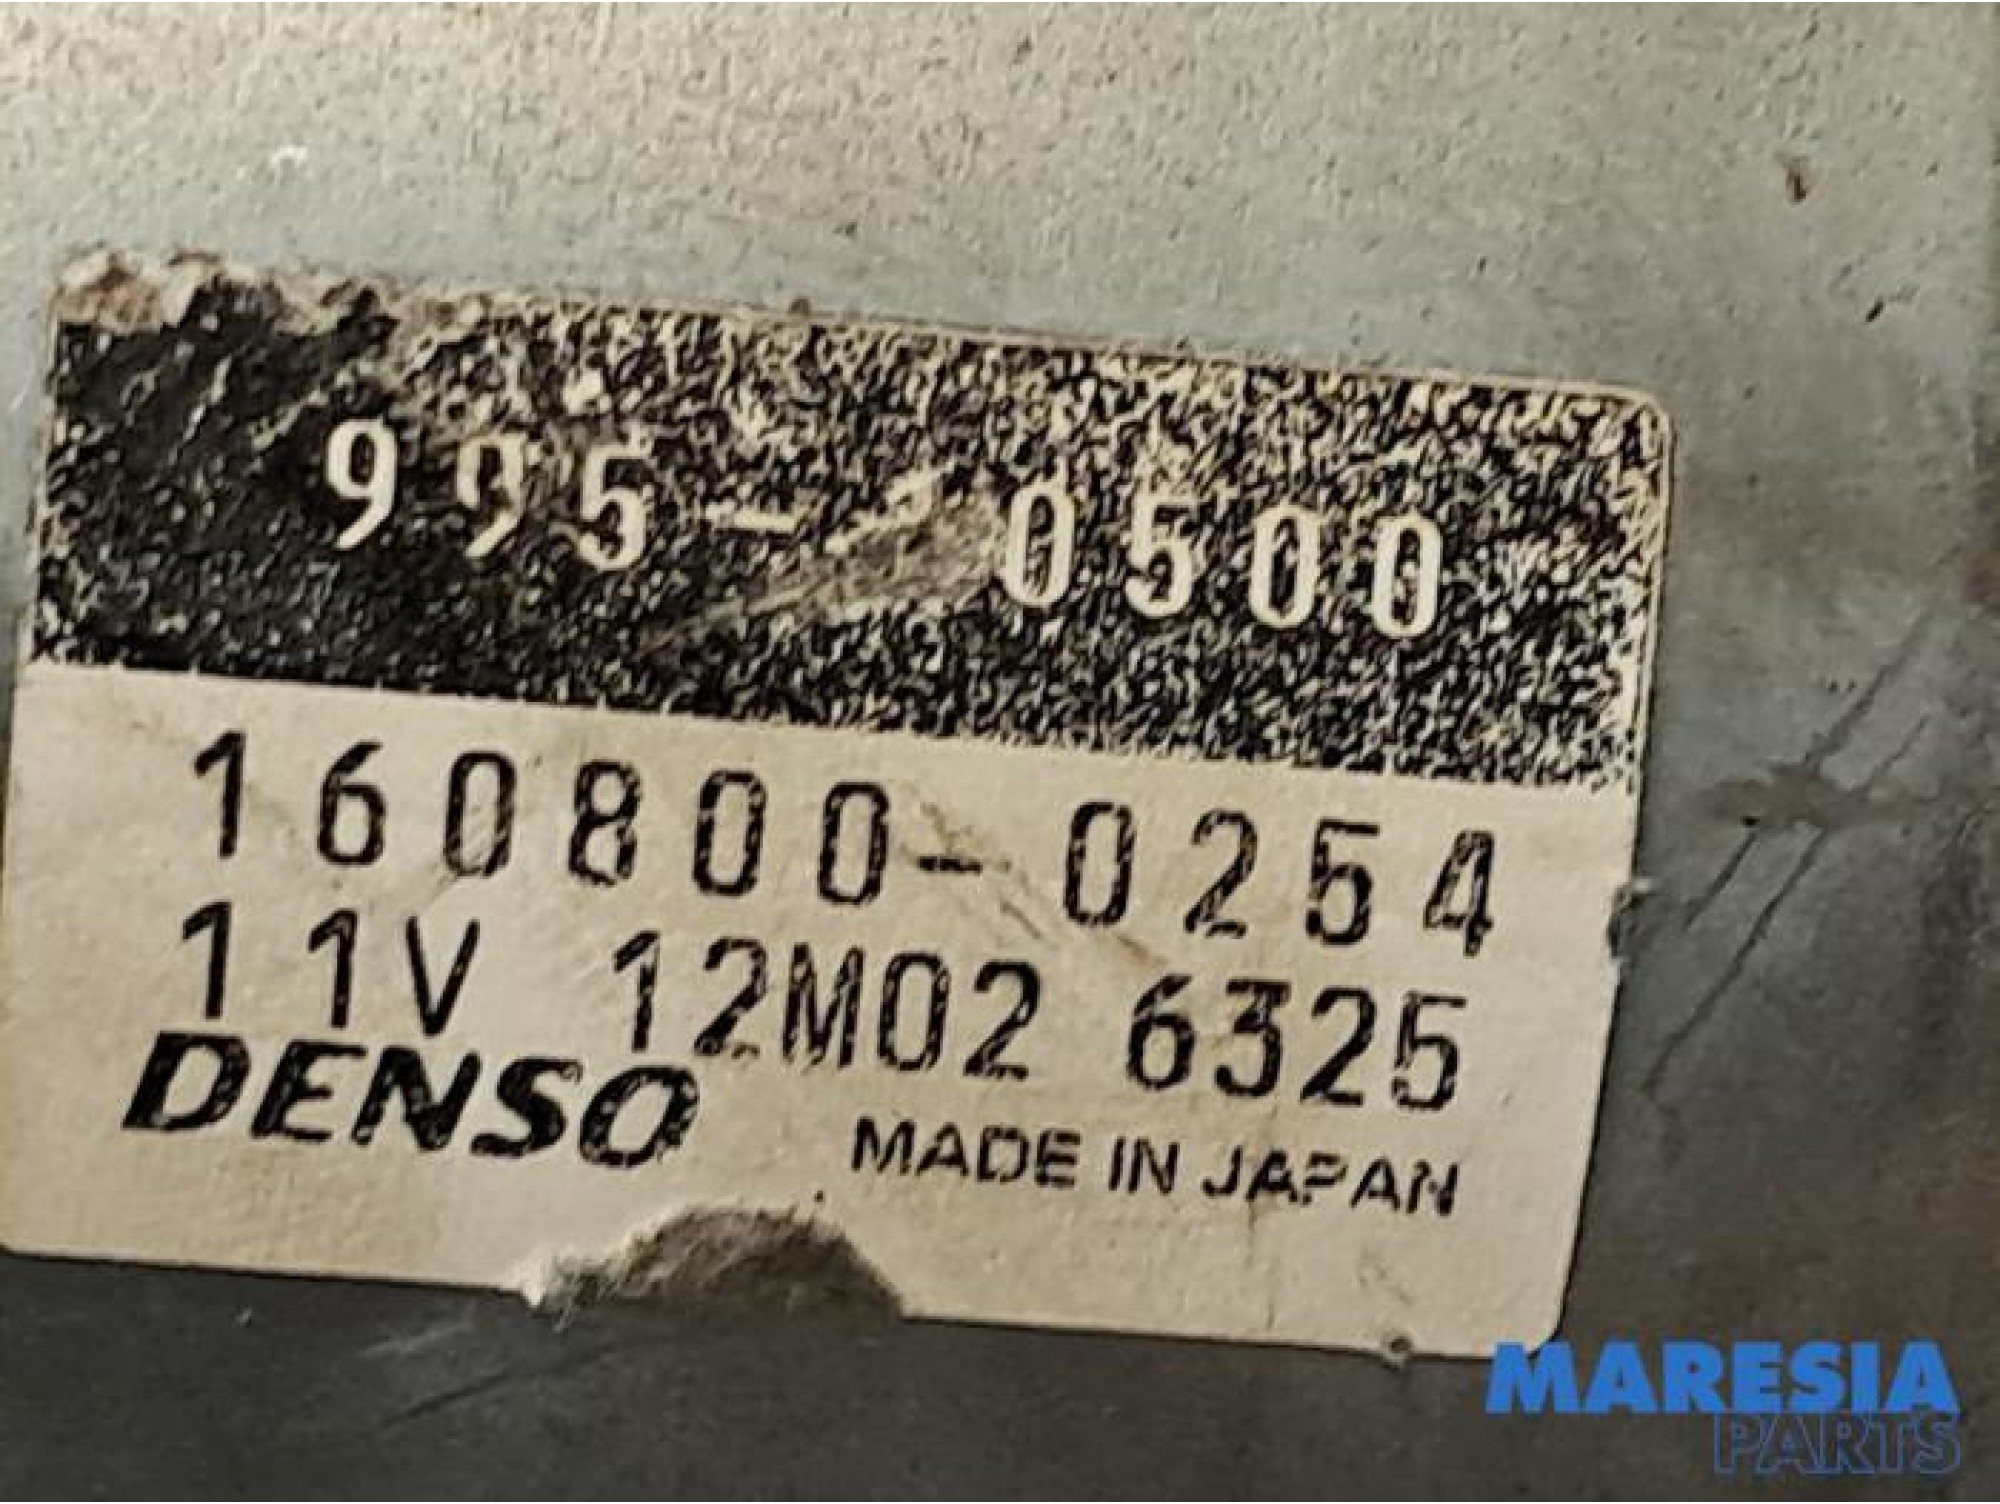 995-0500
160800-0254
11V 12M02 6325
DENSO MADE IN JAPAN
MARESIA
PARTS